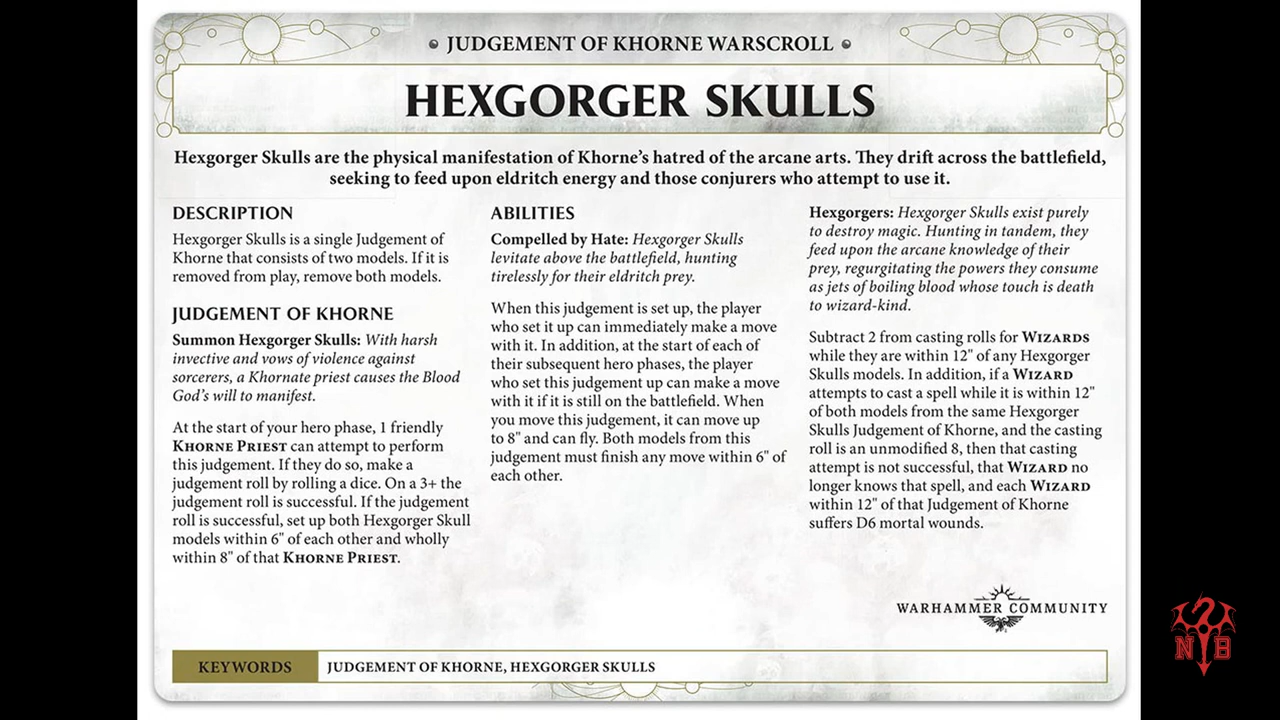 JUDGEMENT OF KHORNE WARSCROLL
HEXGORGER SKULLS
Hexgorger Skulls are the physical manifestation of Khorne's hatred of the arcane arts. They drift across the battlefield,
seeking to feed upon eldritch energy and those conjurers who attempt to use it.
DESCRIPTION
Hexgorger Skulls is a single Judgement of
Khorne that consists of two models. If it is
removed from play, remove both models.
JUDGEMENT OF KHORNE
Summon Hexgorger Skulls: With harsh
invective and vows of violence against
sorcerers, a Khornate priest causes the Blood
God's will to manifest.
At the start of your hero phase, 1 friendly
KHORNE PRIEST can attempt to perform
this judgement. If they do so, make a
judgement roll by rolling a dice. On a 3+ the
judgement roll is successful. If the judgement
roll is successful, set up both Hexgorger Skull
models within 6" of each other and wholly
within 8" of that KHORNE PRIEST.
ABILITIES
Compelled by Hate: Hexgorger Skulls
levitate above the battlefield, hunting
tirelessly for their eldritch prey.
When this judgement is set up, the player
who set it up can immediately make a move
with it. In addition, at the start of each of
their subsequent hero phases, the player
who set this judgement up can make a move
with it if it is still on the battlefield. When
you move this judgement, it can move up
to 8" and can fly. Both models from this
judgement must finish any move within 6" of
each other.
Hexgorgers: Hexgorger Skulls exist purely
to destroy magic. Hunting in tandem, they
feed upon the arcane knowledge of their
prey, regurgitating the powers they consume
as jets of boiling blood whose touch is death
to wizard-kind.
Subtract 2 from casting rolls for WIZARDS
while they are within 12" of any Hexgorger
Skulls models. In addition, if a WIZARD
attempts to cast a spell while it is within 12"
of both models from the same Hexgorger
Skulls Judgement of Khorne, and the casting
roll is an unmodified 8, then that casting
attempt is not successful, that WIZARD no
longer knows that spell, and each WIZARD
within 12" of that Judgement of Khorne
suffers D6 mortal wounds.
WARHAMMER COMMUNITY
KEYWORDS
JUDGEMENT OF KHORNE, HEXGORGER SKULLS
N B